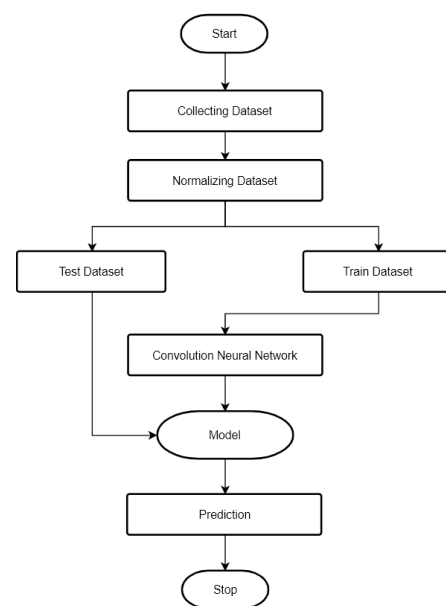 Start
Collecting Dataset
Normalizing Dataset
Test Dataset
Train Dataset
Convolution Neural Network
Model
Prediction
Stop